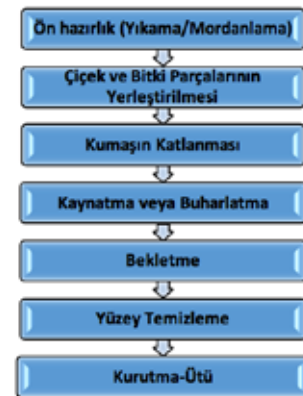 Ön hazırlık (Yıkama/Mordanlama)
Çiçek ve Bitki Parçalarının
Yerleştirilmesi
Kumaşın Katlanması
Kaynatma veya Buharlatma
Bekletme
Yüzey Temizleme
Kurutma-Ütü